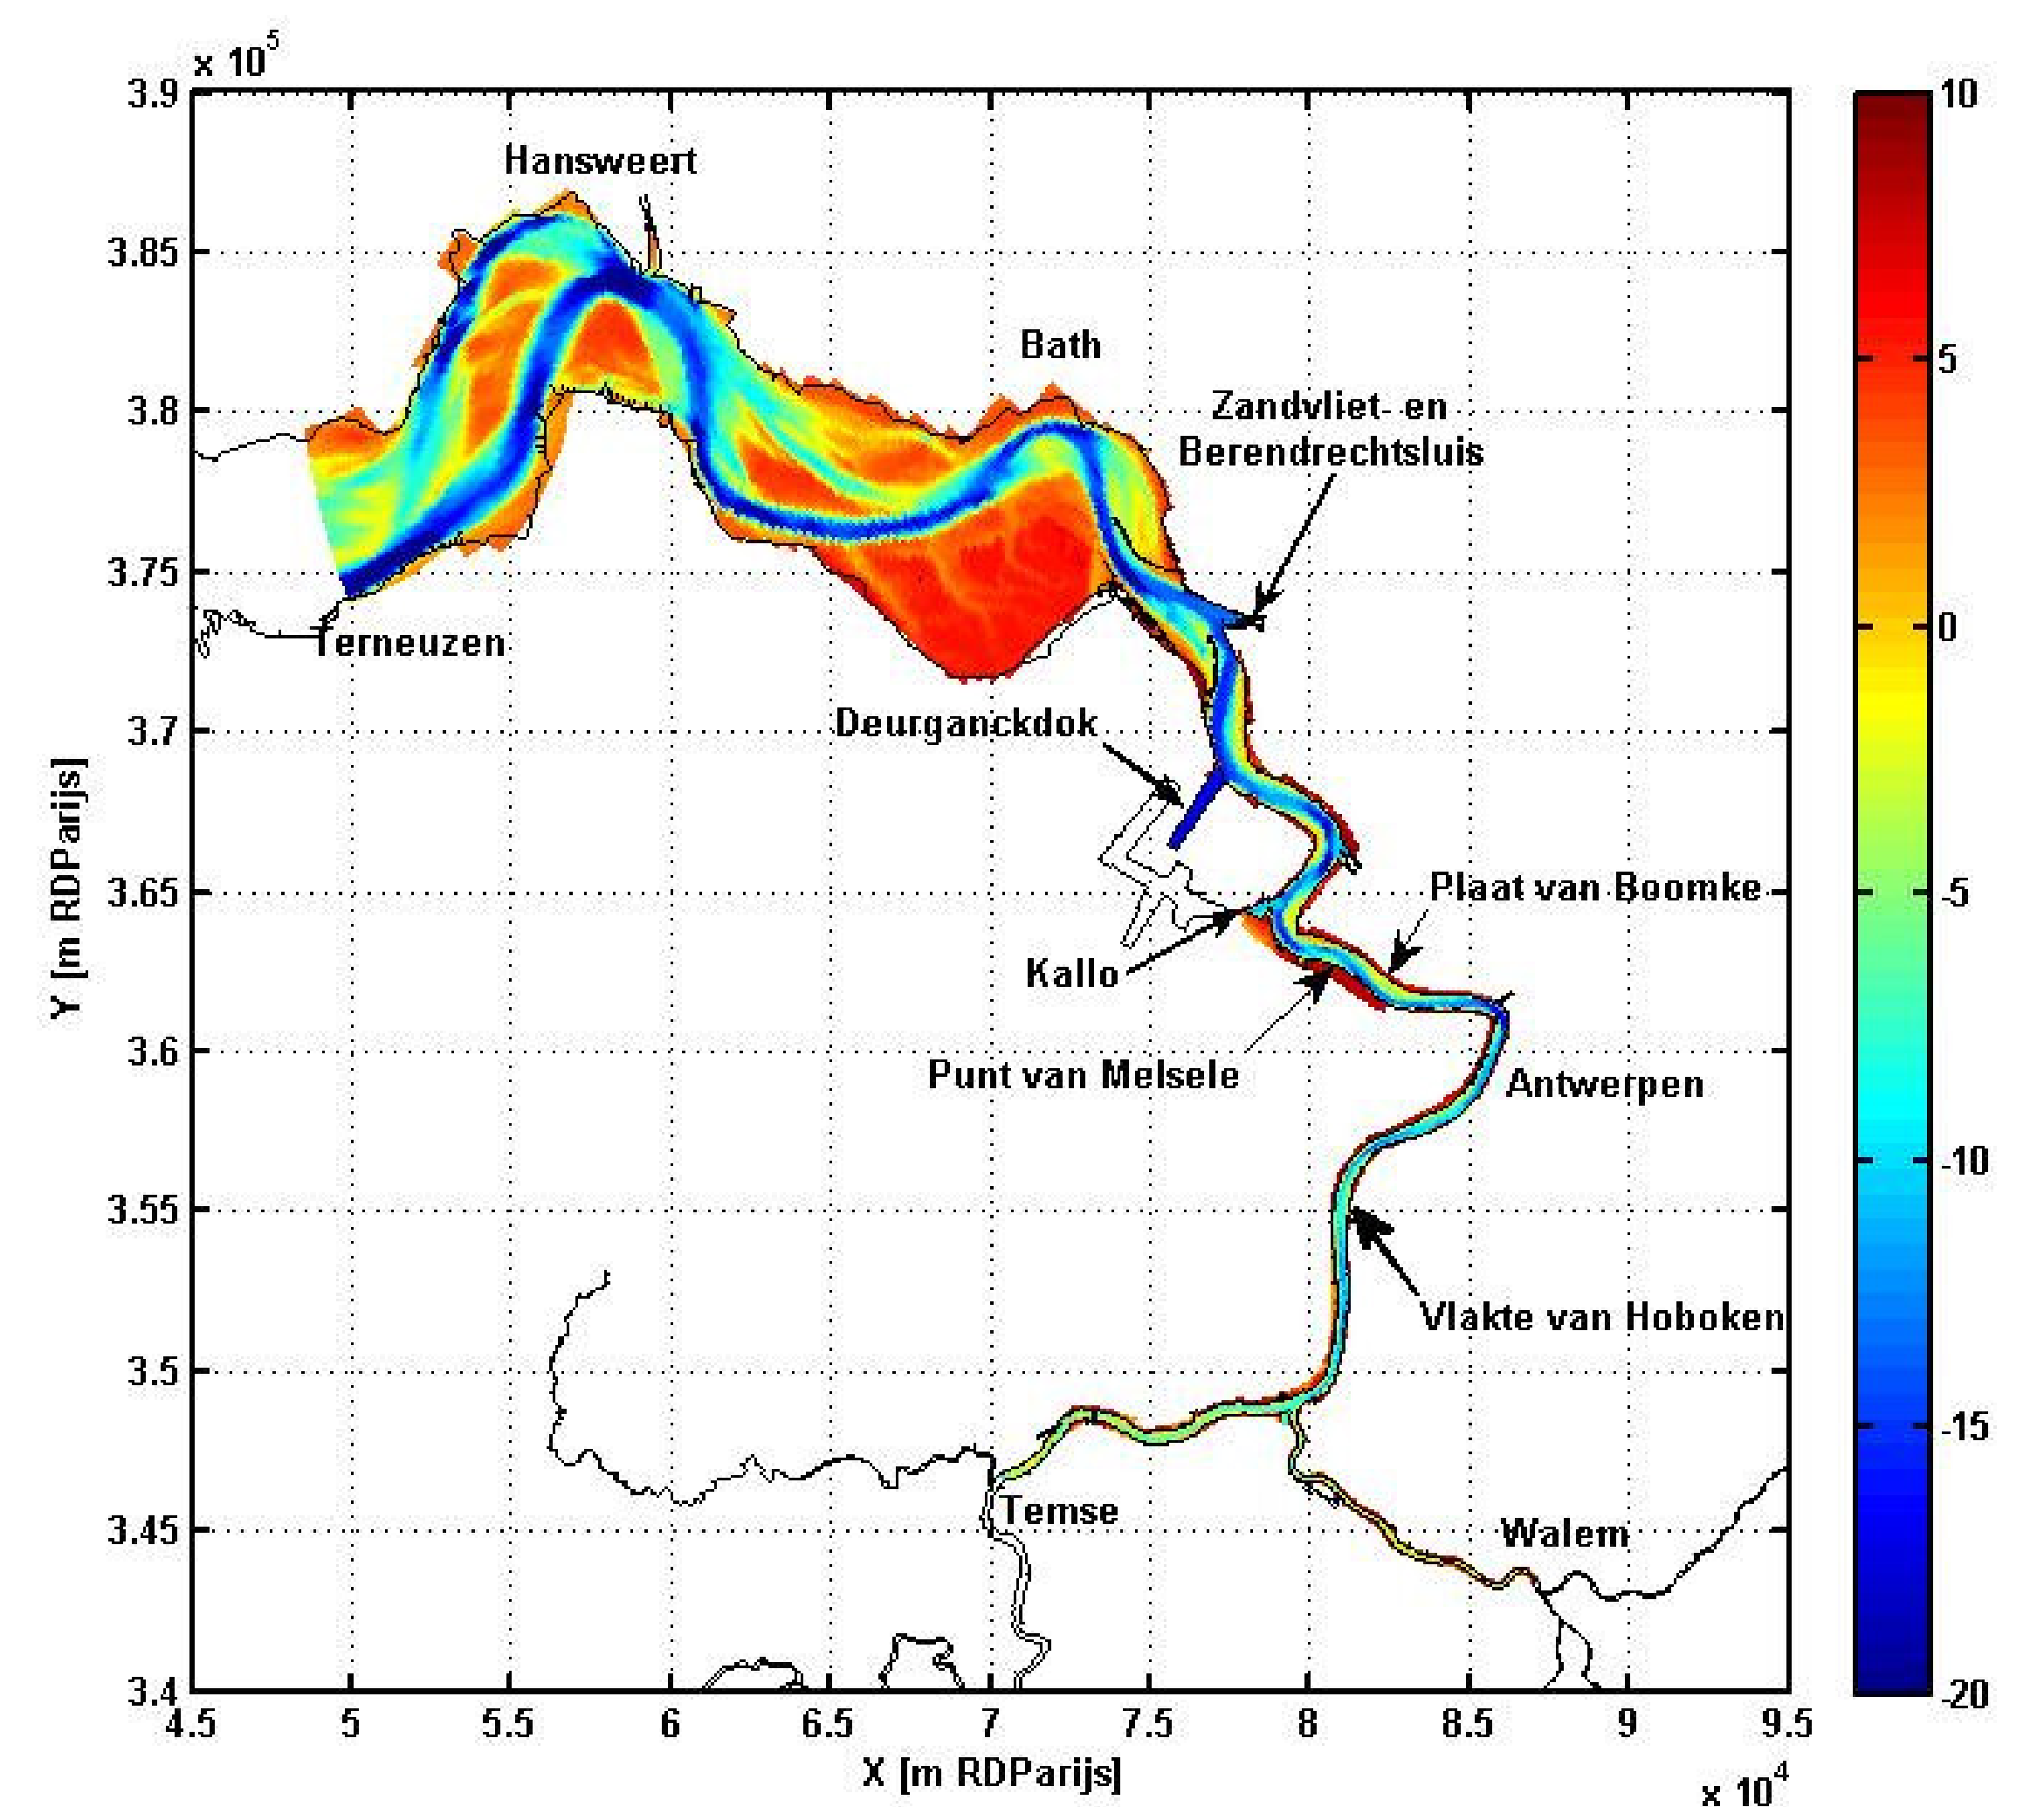 x 10^5
3.9
3.85
3.8
3.75
3.7
3.65
3.6
3.55
3.5
3.45
3.4
Y [m RDParijs]
Hansweert
Bath
Zandvliet- en
Berendrechtsluis
Terneuzen
Deurganckdok
Plaat van Boomke
Kallo
Punt van Melsele
Antwerpen
Vlakte van Hoboken
Temse
Walem
4.5 5 5.5 6 6.5 7 7.5 8 8.5 9 9.5
X [m RDParijs]
x 10^4
10
5
0
-5
-10
-15
-20